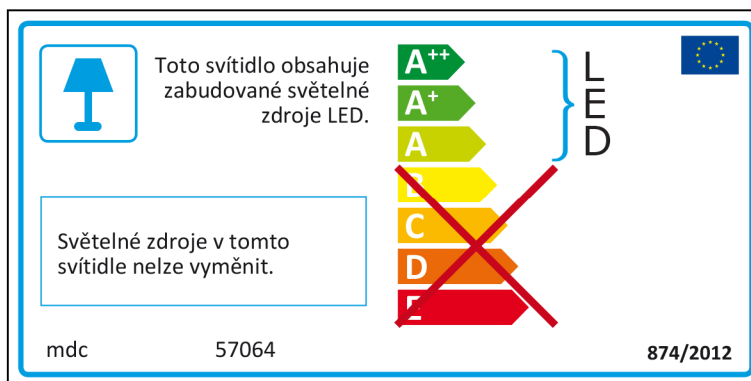 Toto svítidlo obsahuje
zabudované světelné
zdroje LED.
A++
A+
A
B
C
D
E
L
E
D
Světelné zdroje v tomto
svítidle nelze vyměnit.
mdc 57064
874/2012